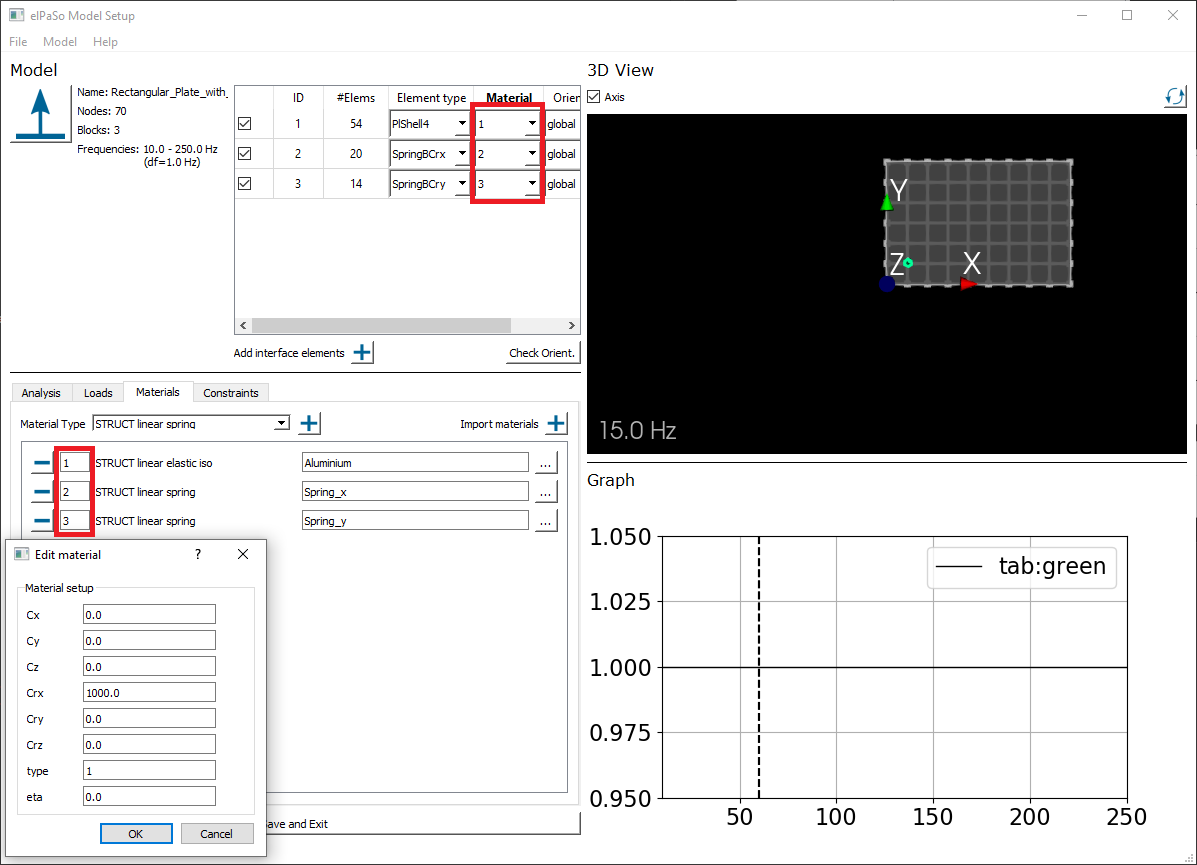 elPaSo Model Setup
File Model Help
Model
Name: Rectangular_Plate_with_
Nodes: 70
Blocks: 3
Frequencies: 10.0 - 250.0 Hz
(df=1.0 Hz)
ID #Elems Element type Material Orien
1 54 PlShell4 1 global
2 20 SpringBCrx 2 global
3 14 SpringBCry 3 global
Add interface elements
Check Orient.
Analysis Loads Materials Constraints
Material Type STRUCT linear spring
Import materials
1 STRUCT linear elastic iso Aluminium ...
2 STRUCT linear spring Spring_x ...
3 STRUCT linear spring Spring_y ...
Edit material ?
Material setup
Cx 0.0
Cy 0.0
Cz 0.0
Crx 1000.0
Cry 0.0
Crz 0.0
type 1
eta 0.0
OK Cancel
ave and Exit
3D View
Axis
Y
Z X
15.0 Hz
Graph
tab:green
1.050
1.025
1.000
0.975
0.950
50 100 150 200 250